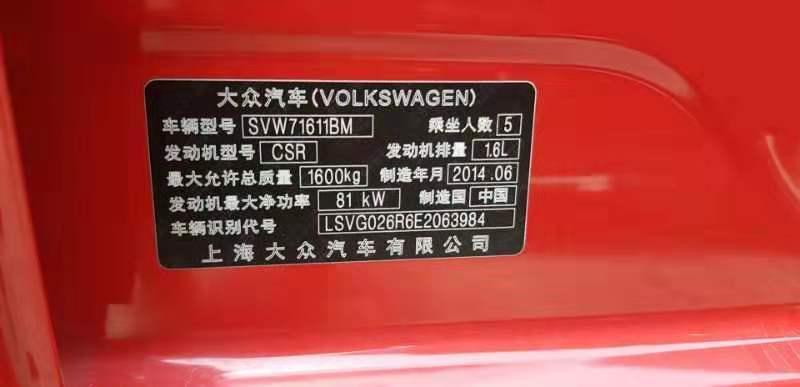 大众汽车(VOLKSWAGEN)
车辆型号 SVW71611BM 乘坐人数 5
发动机型号 CSR 发动机排量 1.6L
最大允许总质量 1600kg 制造年月 2014.06
发动机最大净功率 81 kW 制造国 中国
车辆识别代号 LSVG026R6E2063984
上海大众汽车有限公司